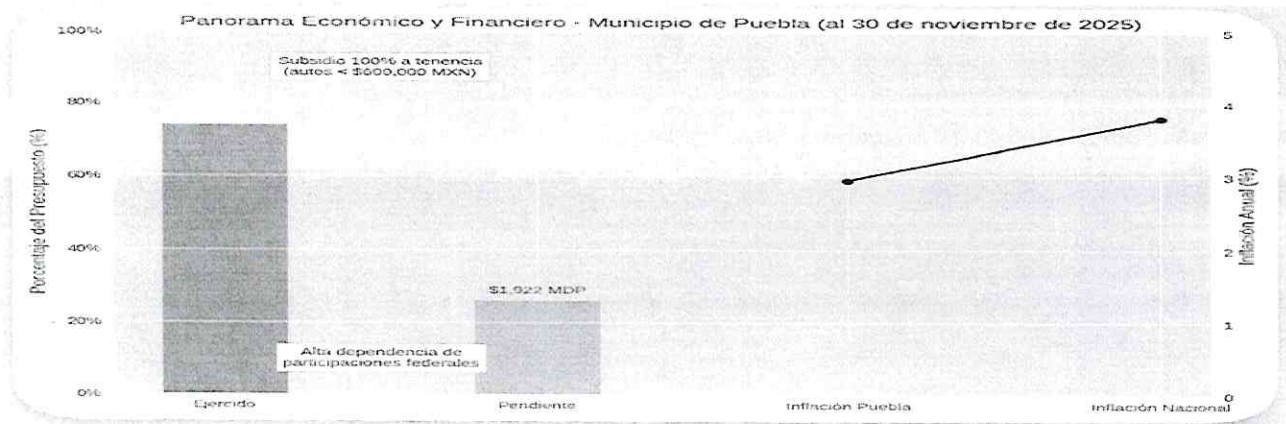 Panorama Económico y Financiero - Municipio de Puebla (al 30 de noviembre de 2025)
100%
80%
60%
40%
20%
0%
Porcentaje del Presupuesto (%)
Subsidio 100% a tenencia
(autos < $600,000 MXN)
$1,922 MDP
Alta dependencia de
participaciones federales
Ejercido
Pendiente
Inflación Puebla
Inflación Nacional
5
4
3
2
1
0
Inflación Anual (%)